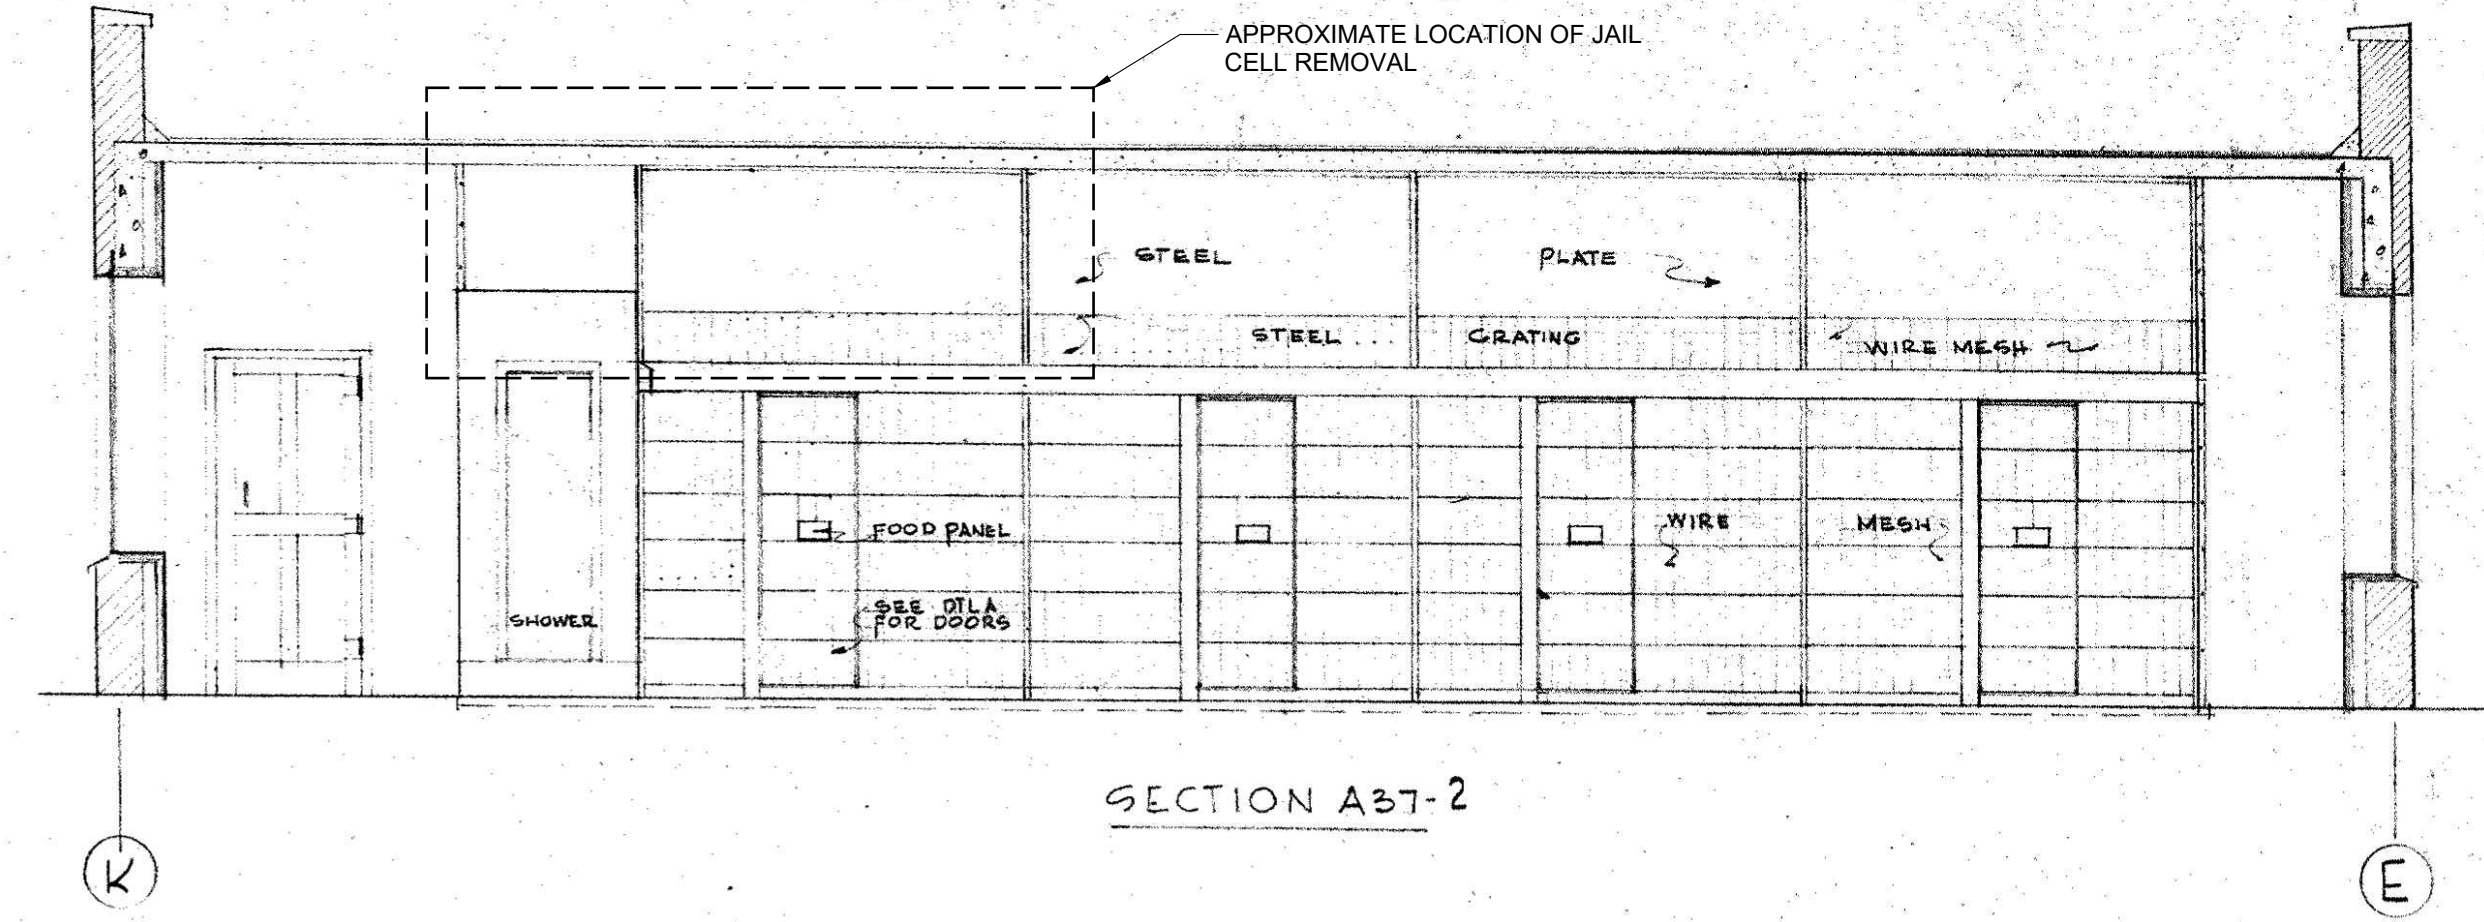 APPROXIMATE LOCATION OF JAIL
CELL REMOVAL
STEEL
PLATE
STEEL
GRATING
WIRE MESH
FOOD PANEL
WIRE
MESH
SEE DTL A
FOR DOORS
SHOWER
SECTION A37-2
K
E